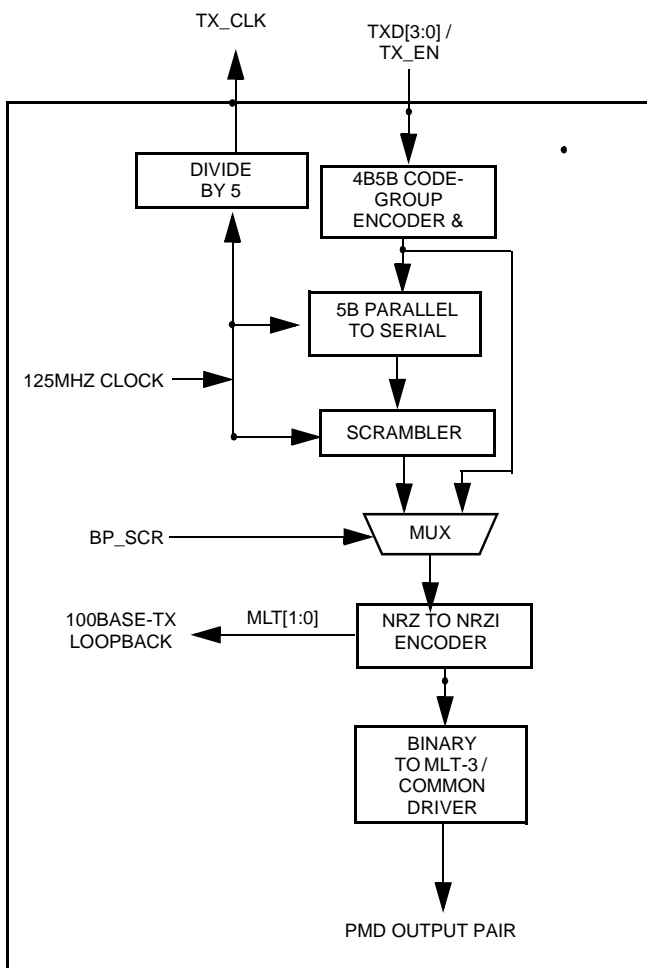 TX_CLK
TXD[3:0] /
TX_EN
DIVIDE
BY 5
4B5B CODE-
GROUP
ENCODER &
5B PARALLEL
TO SERIAL
125MHZ CLOCK
SCRAMBLER
BP_SCR
MUX
100BASE-TX
LOOPBACK
MLT[1:0]
NRZ TO NRZI
ENCODER
BINARY
TO MLT-3 /
COMMON
DRIVER
PMD OUTPUT PAIR